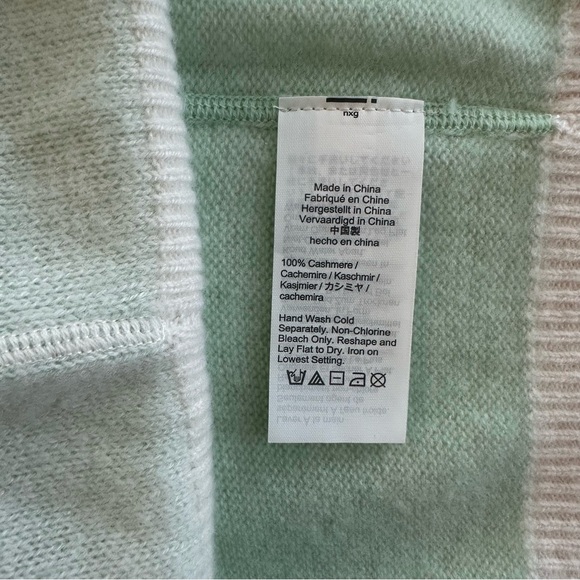 nxg
Made in China
Fabriqué en Chine
Hergestellt in China
Vervaardigd in China
中国製
hecho en china
100% Cashmere /
Cachemire / Kaschmir /
Kasjmier / カシミヤ /
cachemira
Hand Wash Cold
Separately. Non-Chlorine
Bleach Only. Reshape and
Lay Flat to Dry. Iron on
Lowest Setting.